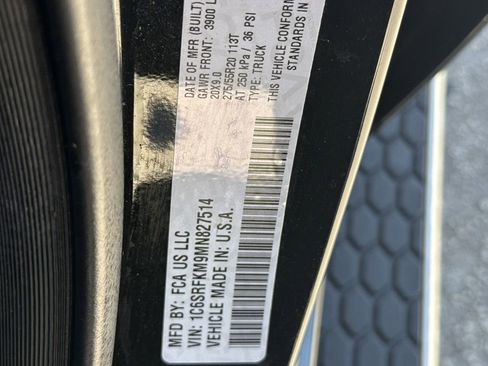 MFD BY: FCA US LLC
VIN: 1C6SRFKM9MN827514
VEHICLE MADE IN: U.S.A.
DATE OF MFR (BUILT)
GAWR FRONT: 3900 L
20X9.0
275/55R20 113T
AT 250 kPa / 36 PSI
TYPE: TRUCK
THIS VEHICLE CONFORM
STANDARDS IN